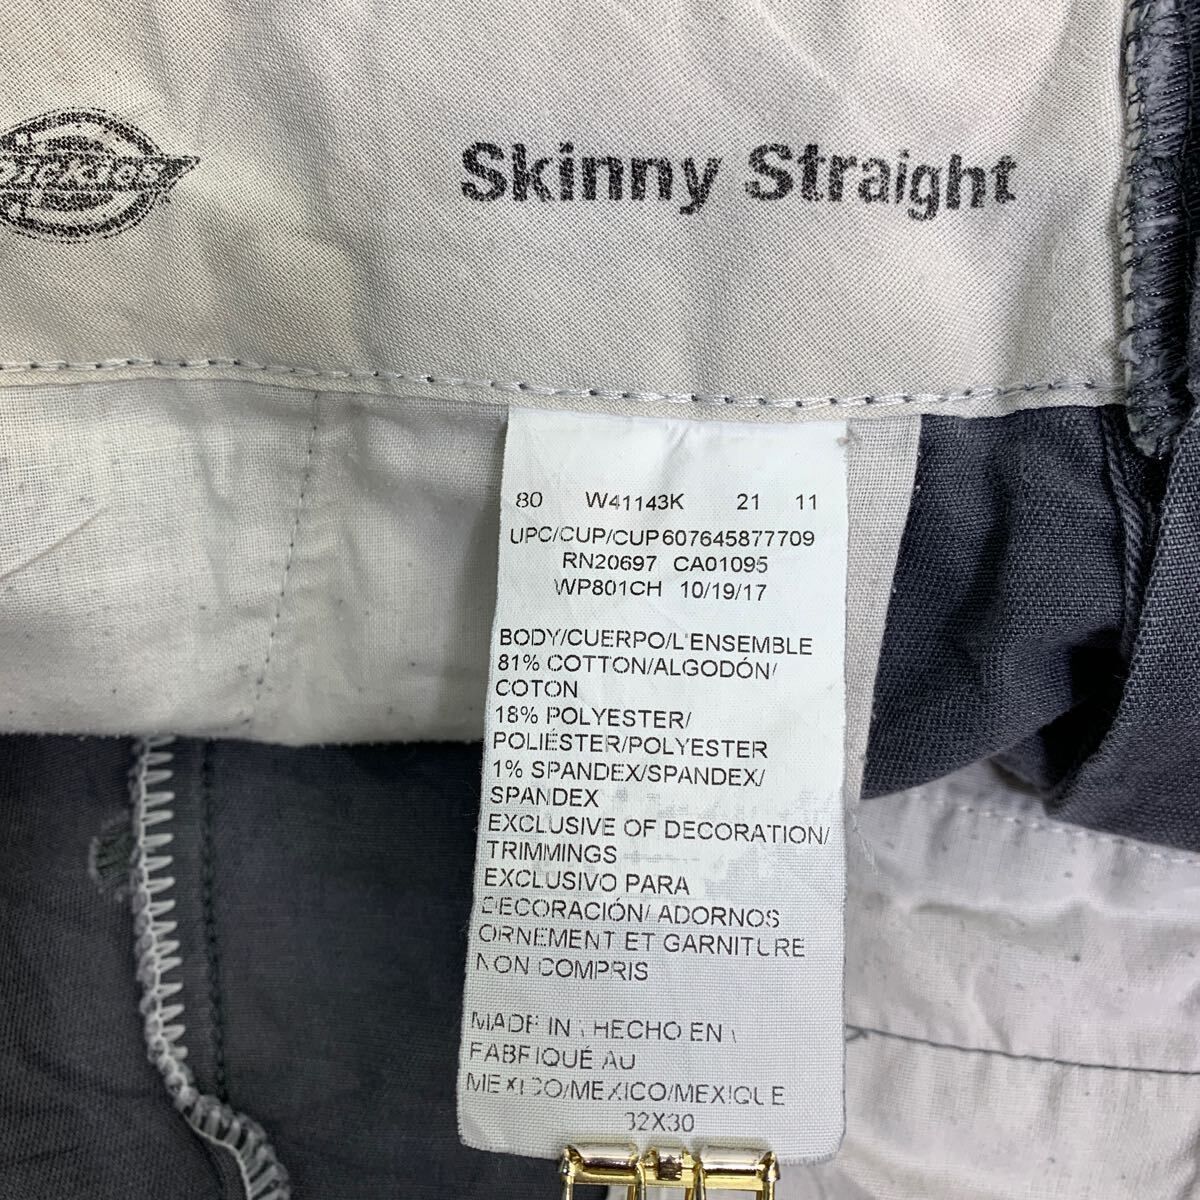 Dickies
Skinny Straight
80 W41143K 21 11
UPC/CUP/CUP607645877709
RN20697 CA01095
WP801CH 10/19/17
BODY/CUERPO/L'ENSEMBLE
81% COTTON/ALGODÓN/
COTON
18% POLYESTER/
POLIÉSTER/POLYESTER
1% SPANDEX/SPANDEX/
SPANDEX
EXCLUSIVE OF DECORATION/
TRIMMINGS
EXCLUSIVO PARA
DECORACIÓN/ ADORNOS
ORNEMENT ET GARNITURE
NON COMPRIS
MADE IN \ HECHO EN \
FABRIQUÉ AU
MEXICO/MEXICO/MEXIQUE
32X30